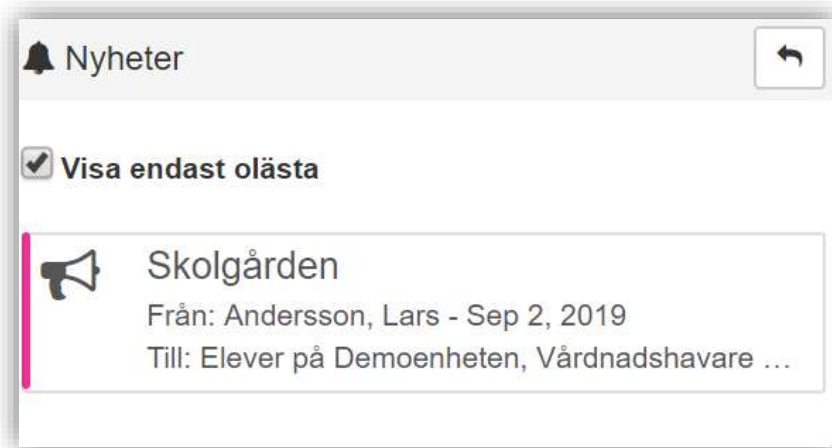 Nyheter
Visa endast olästa
Skolgården
Från: Andersson, Lars - Sep 2, 2019
Till: Elever på Demoenheten, Vårdnadshavare ...